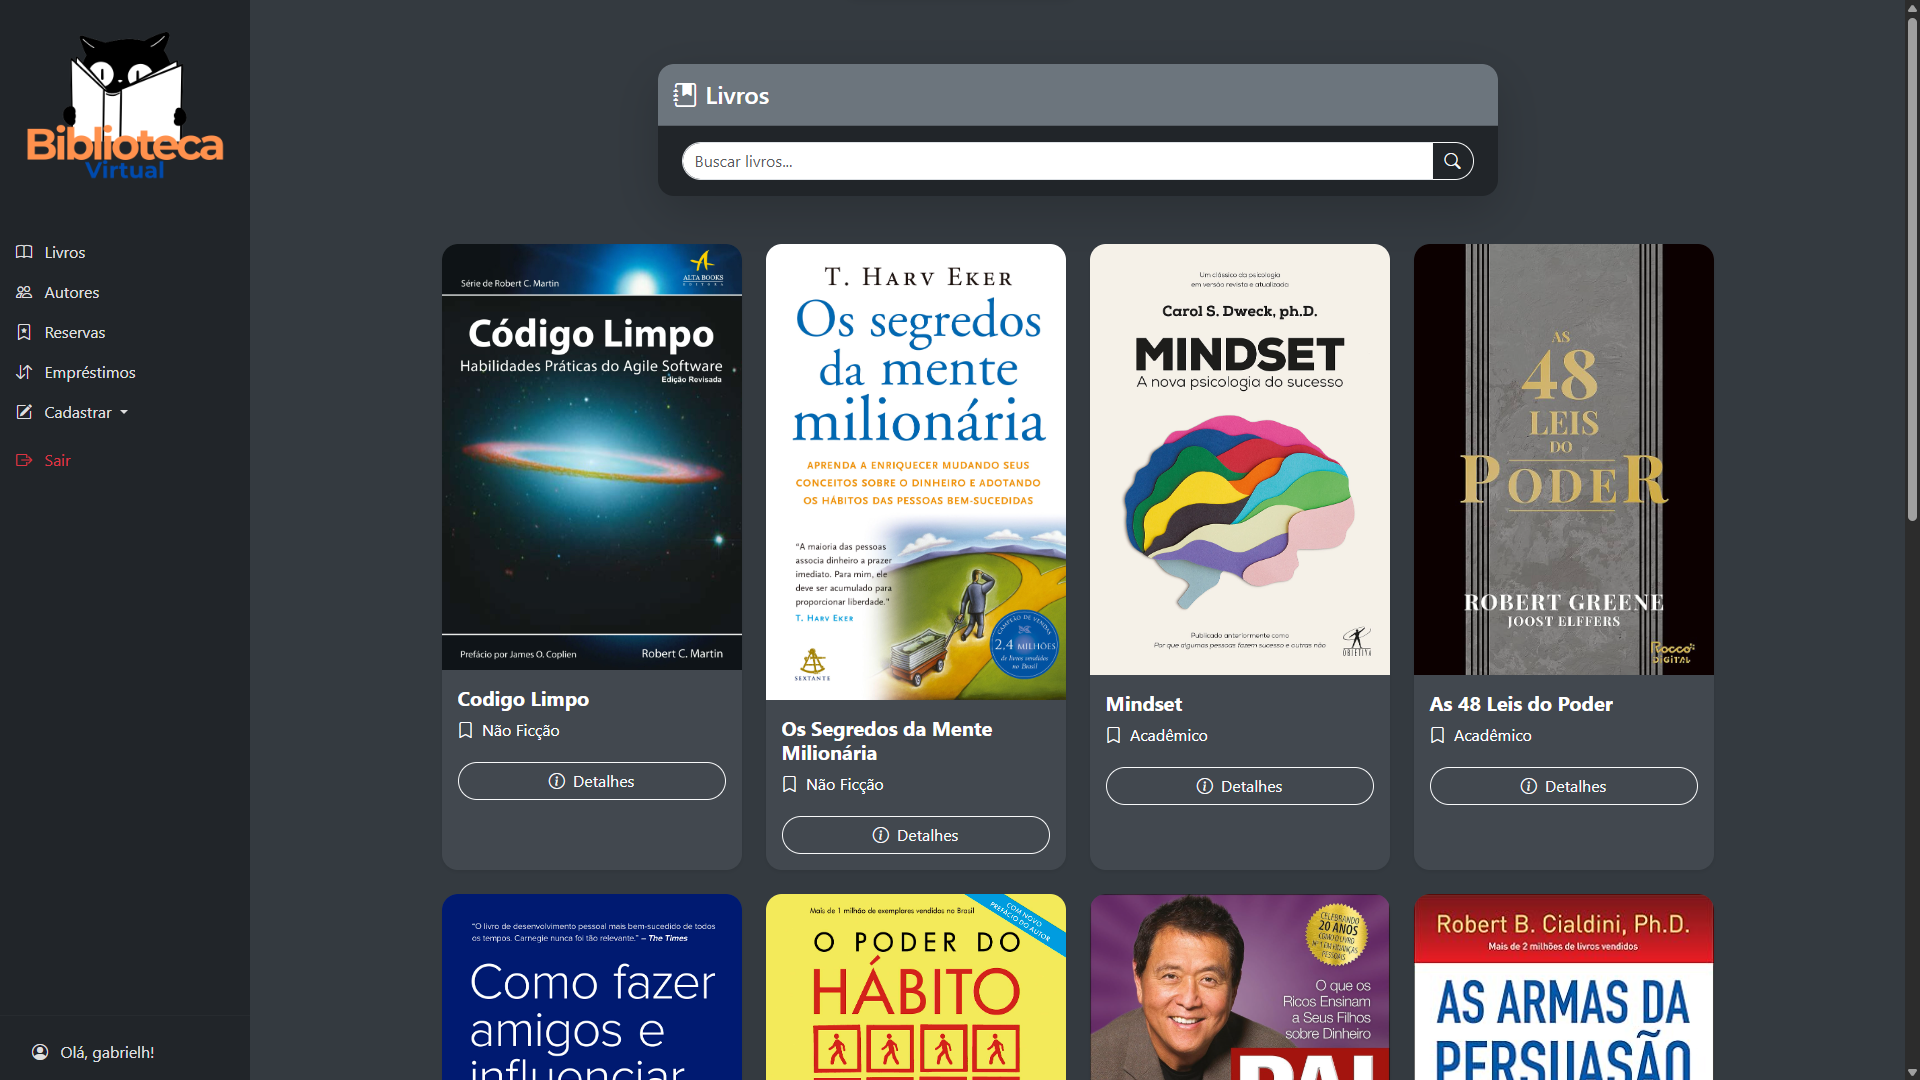 Biblioteca
Virtual
Livros
Autores
Reservas
Empréstimos
Cadastrar
Sair
Olá, gabrielh!
Livros
Buscar livros...
Série de Robert C. Martin
ALTA BOOKS
EDITORA
Código Limpo
Habilidades Práticas do Agile Software
Edição Revisada
Prefácio por James O. Coplien
Robert C. Martin
Codigo Limpo
Não Ficção
Detalhes
T. Harv Eker
Os segredos
da mente
milionária
APRENDA A ENRIQUECER MUDANDO SEUS
CONCEITOS SOBRE O DINHEIRO E ADOTANDO
OS HÁBITOS DAS PESSOAS BEM-SUCEDIDAS
"A maioria das pessoas
associa dinheiro a prazer
imediato. Para mim, ele
deve ser acumulado para
proporcionar liberdade."
T. Harv Eker
CAMPEÃO DE VENDAS
2,4 MILHÕES
de livros vendidos
no Brasil
SEXTANTE
Os Segredos da Mente
Milionária
Não Ficção
Detalhes
Um clássico da psicologia
em versão revista e atualizada
Carol S. Dweck, ph.D.
MINDSET
A nova psicologia do sucesso
Publicado anteriormente como
Por que algumas pessoas fazem sucesso e outras não
OBJETIVA
Mindset
Acadêmico
Detalhes
AS
48
LEIS
DO
PODER
ROBERT GREENE
JOOST ELFFERS
ROCCO
DIGITAL
As 48 Leis do Poder
Acadêmico
Detalhes
"O livro de desenvolvimento pessoal mais bem-sucedido de todos
os tempos. Carnegie nunca foi tão relevante." – The Times
Como fazer
amigos e
influenciar
Mais de 1 milhão de exemplares vendidos no Brasil
COM NOVO
PREFÁCIO DO AUTOR
O PODER DO
HÁBITO
CELEBRANDO
20 ANOS
O que os
Ricos Ensinam
a Seus Filhos
sobre Dinheiro
PAI
Robert B. Cialdini, Ph.D.
Mais de 2 milhões de livros vendidos
AS ARMAS DA
PERSUASÃO